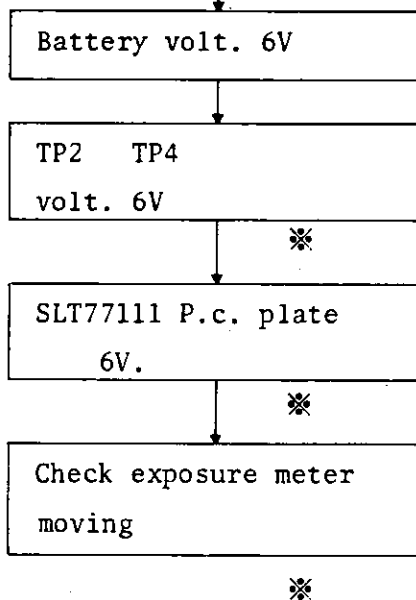 Battery volt. 6V
TP2 TP4
volt. 6V
※
SLT77111 P.c. plate
6V.
※
Check exposure meter
moving
※